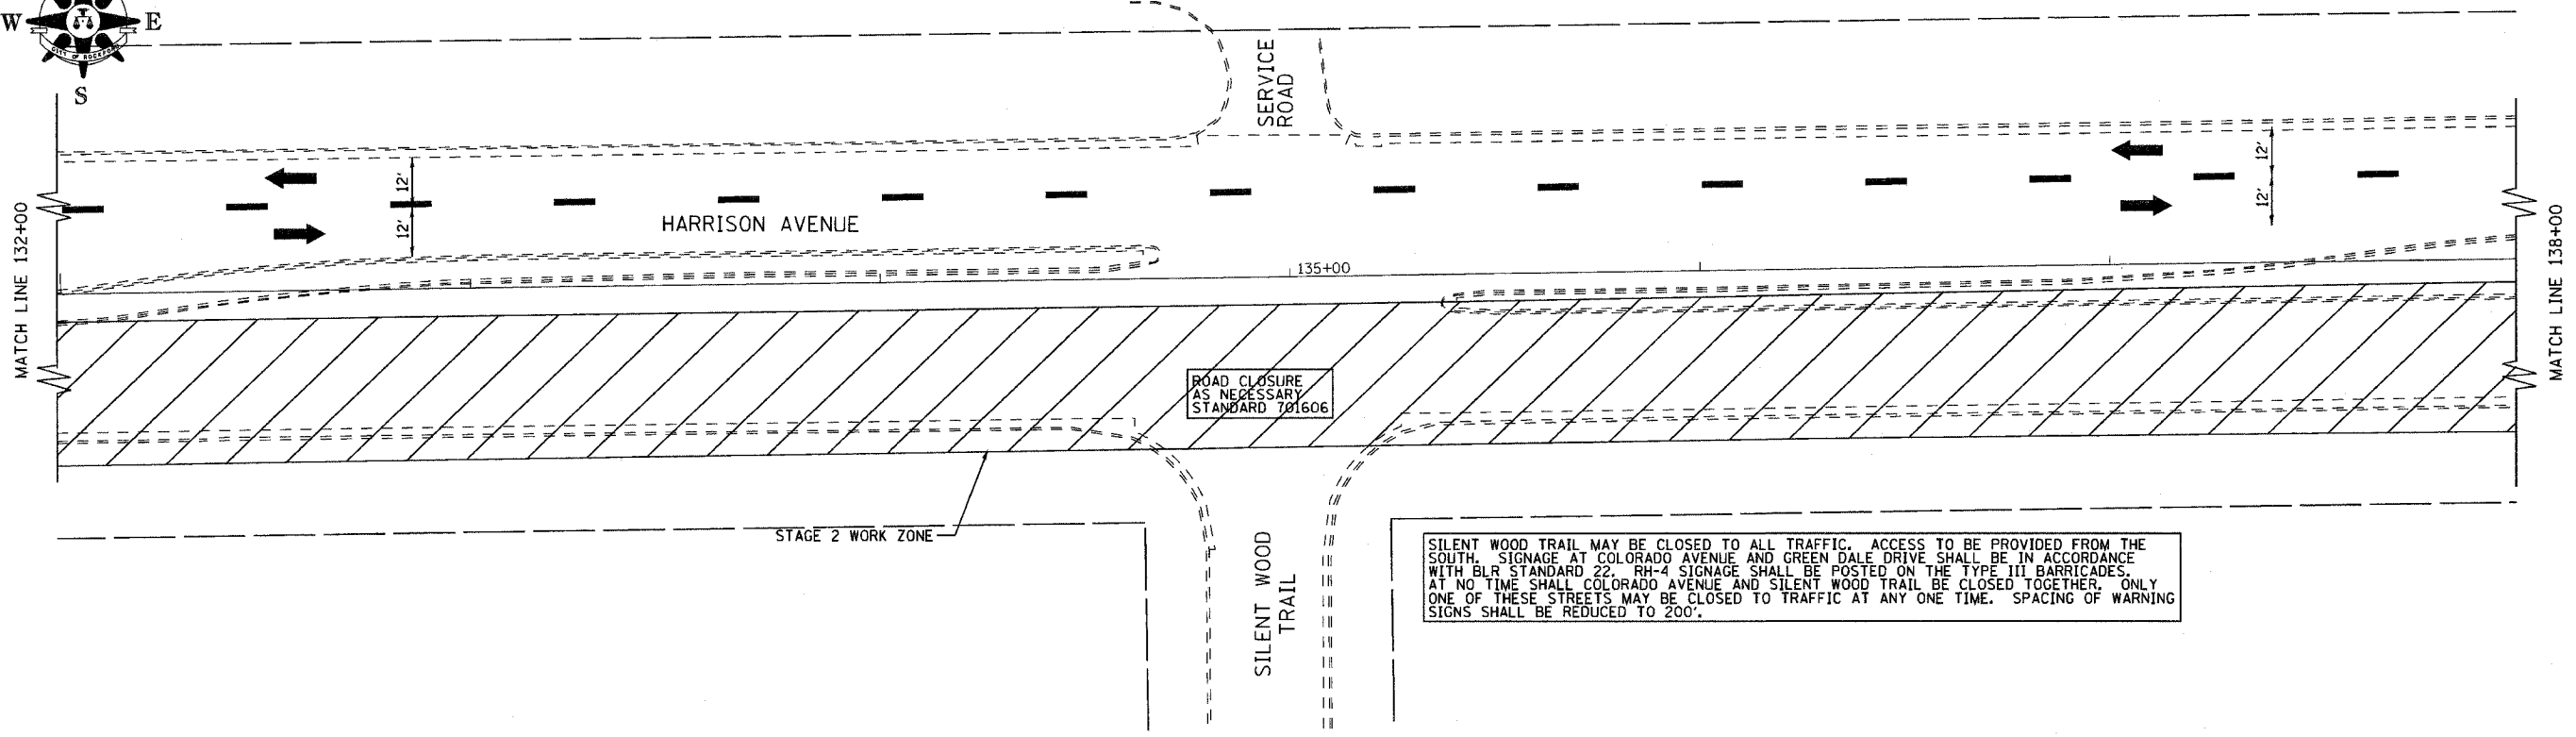 W E
CITY OF ROCKFORD
S
SERVICE
ROAD
12'
12'
12'
12'
HARRISON AVENUE
MATCH LINE 132+00
MATCH LINE 138+00
135+00
ROAD CLOSURE
AS NECESSARY
STANDARD 701606
STAGE 2 WORK ZONE
SILENT WOOD
TRAIL
SILENT WOOD TRAIL MAY BE CLOSED TO ALL TRAFFIC. ACCESS TO BE PROVIDED FROM THE
SOUTH. SIGNAGE AT COLORADO AVENUE AND GREEN DALE DRIVE SHALL BE IN ACCORDANCE
WITH BLR STANDARD 22. RH-4 SIGNAGE SHALL BE POSTED ON THE TYPE III BARRICADES.
AT NO TIME SHALL COLORADO AVENUE AND SILENT WOOD TRAIL BE CLOSED TOGETHER. ONLY
ONE OF THESE STREETS MAY BE CLOSED TO TRAFFIC AT ANY ONE TIME. SPACING OF WARNING
SIGNS SHALL BE REDUCED TO 200'.